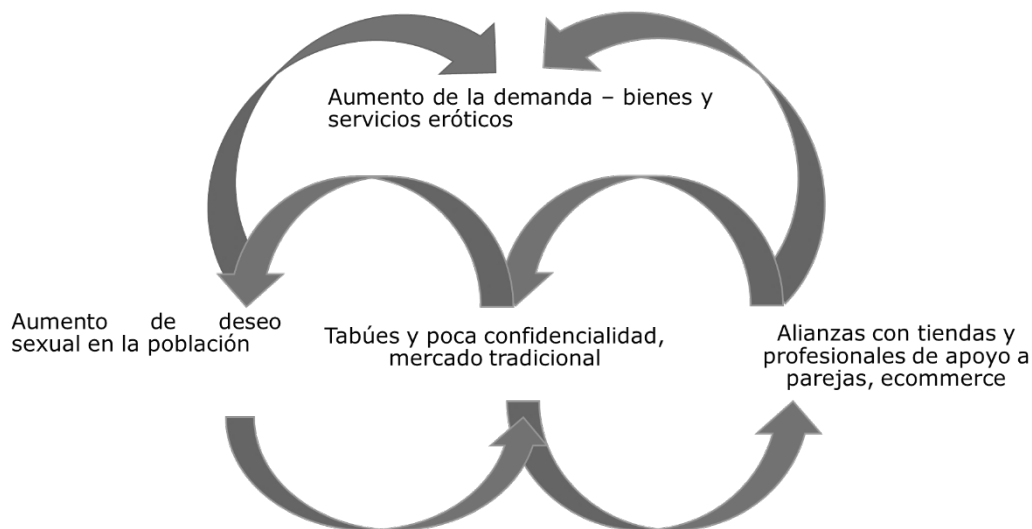 Aumento de la demanda – bienes y
servicios eróticos
Aumento de deseo
sexual en la población
Tabúes y poca confidencialidad,
mercado tradicional
Alianzas con tiendas y
profesionales de apoyo a
parejas, ecommerce